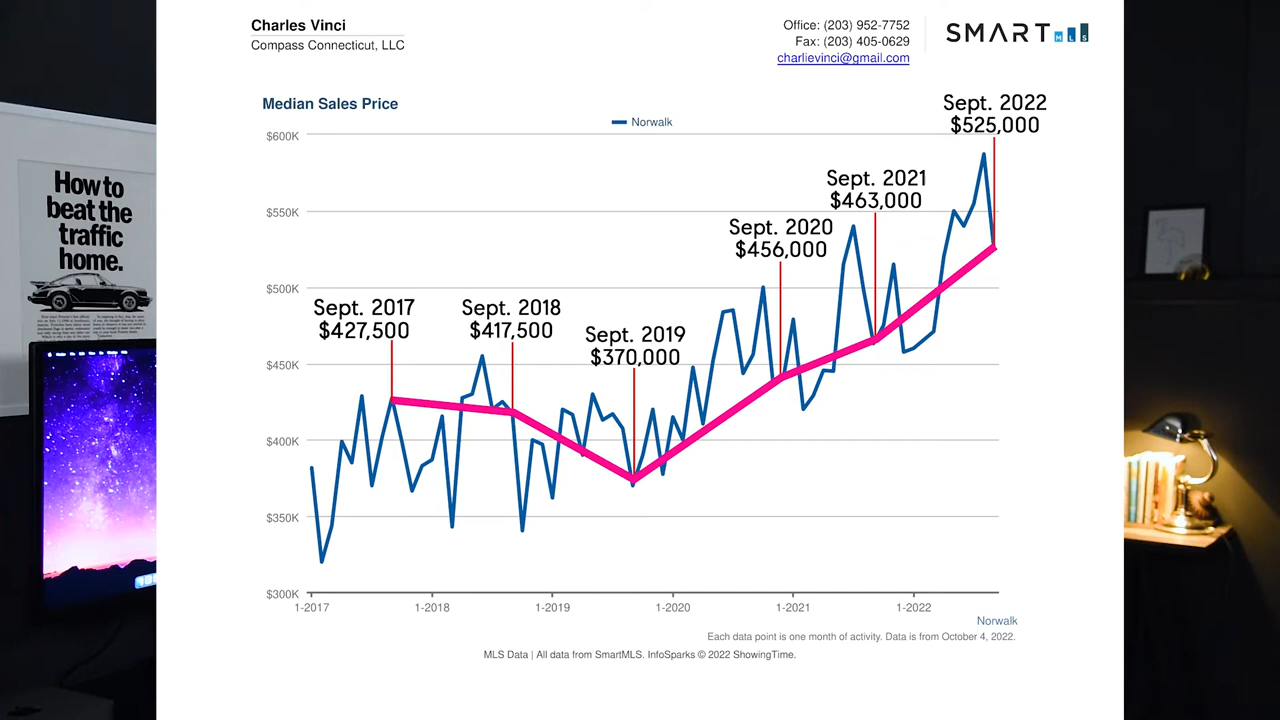 Charles Vinci
Compass Connecticut, LLC
Office: (203) 952-7752
Fax: (203) 405-0629
charlievinci@gmail.com
SMART MLS
Median Sales Price
Norwalk
Sept. 2022
$525,000
Sept. 2021
$463,000
Sept. 2020
$456,000
Sept. 2017
$427,500
Sept. 2018
$417,500
Sept. 2019
$370,000
$600K
$550K
$500K
$450K
$400K
$350K
$300K
1-2017 1-2018 1-2019 1-2020 1-2021 1-2022
Norwalk
Each data point is one month of activity. Data is from October 4, 2022.
MLS Data | All data from SmartMLS. InfoSparks © 2022 ShowingTime.
How to
beat the
traffic
home.